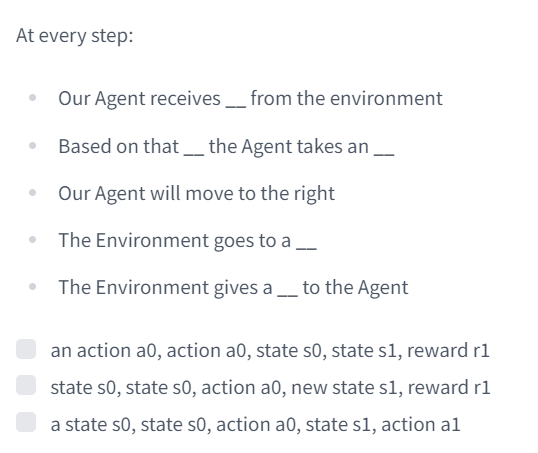 At every step:
Our Agent receives __ from the environment
Based on that __ the Agent takes an __
Our Agent will move to the right
The Environment goes to a __
The Environment gives a __ to the Agent
an action a0, action a0, state s0, state s1, reward r1
state s0, state s0, action a0, new state s1, reward r1
a state s0, state s0, action a0, state s1, action a1